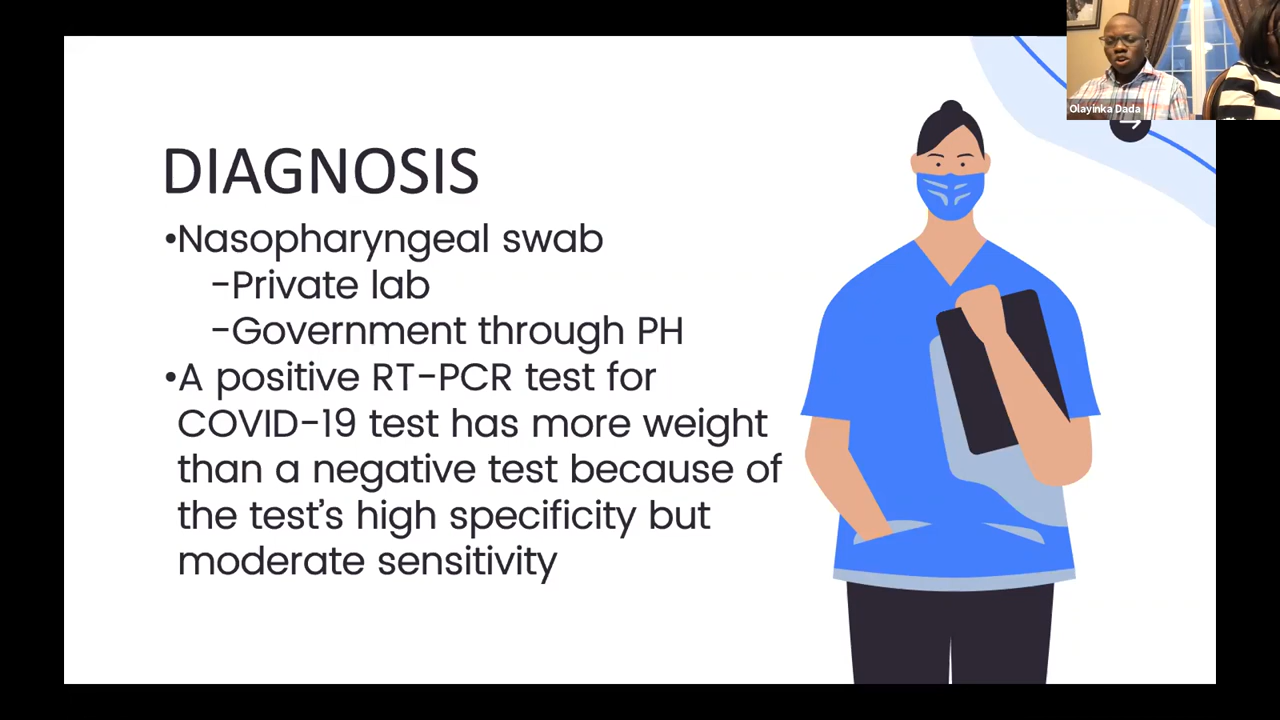 Olayinka Dada
DIAGNOSIS
•Nasopharyngeal swab
-Private lab
-Government through PH
•A positive RT-PCR test for
COVID-19 test has more weight
than a negative test because of
the test’s high specificity but
moderate sensitivity